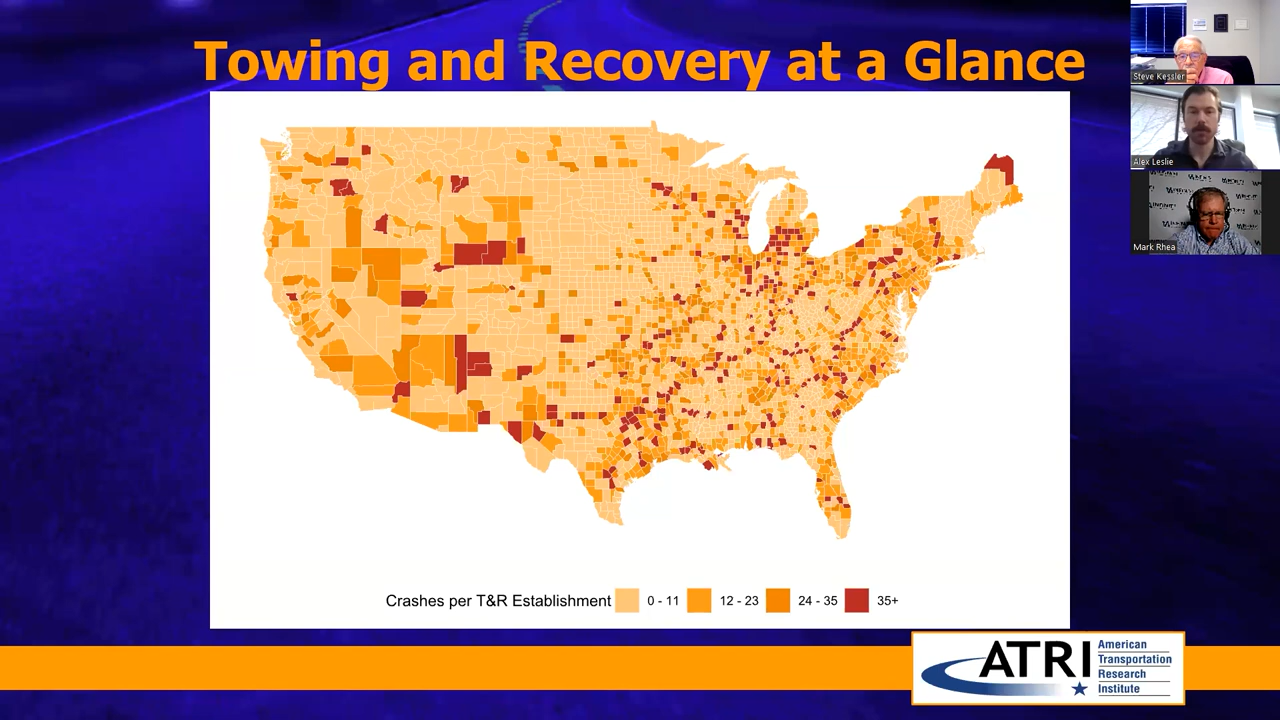 Towing and Recovery at a Glance
Steve Kessler
Alex Leslie
Mark Rhea
Crashes per T&R Establishment 0 - 11 12 - 23 24 - 35 35+
ATRI
American
Transportation
Research
Institute